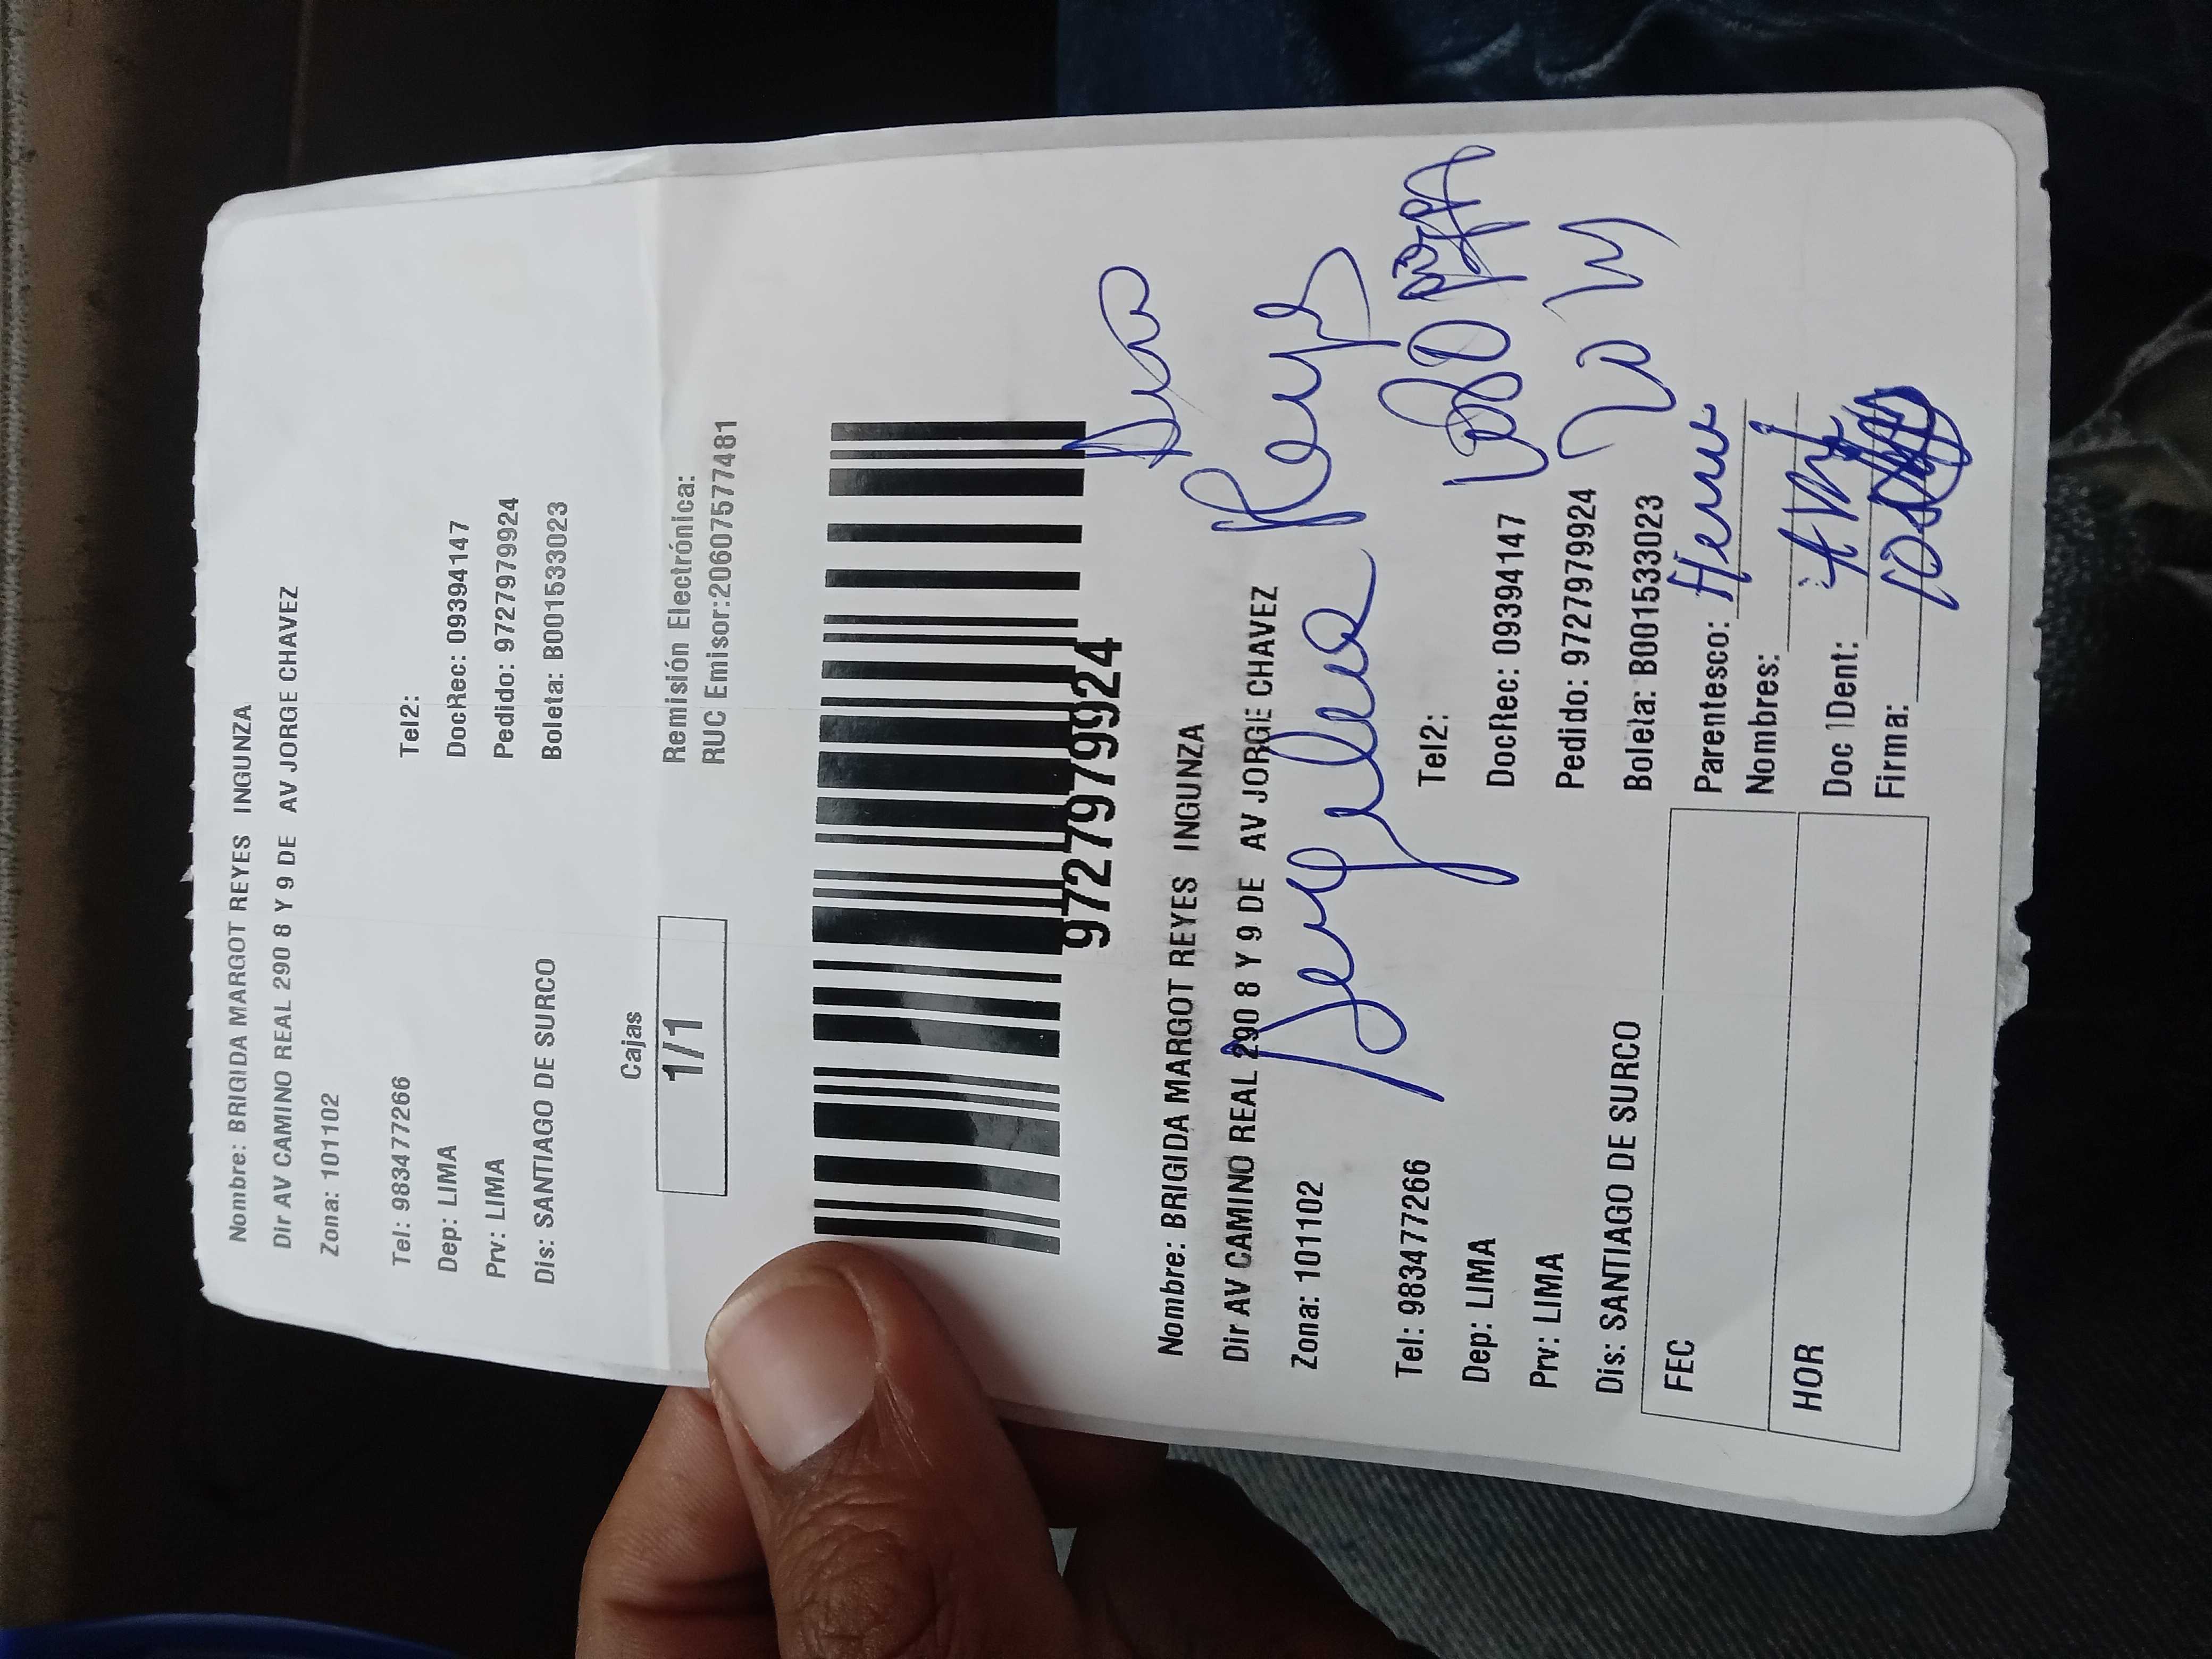 Nombre: BRIGIDA MARGOT REYES INGUNZA
Dir AV CAMINO REAL 290 8 Y 9 DE AV JORGE CHAVEZ
Zona: 101102
Tel: 983477266
Tel2:
Dep: LIMA
DocRec: 09394147
Prv: LIMA
Pedido: 972797979924
Dis: SANTIAGO DE SURCO
Boleta: B001533023
Cajas
1/1
Remisión Electrónica:
RUC Emisor:20607577481
972797979924
Nombre: BRIGIDA MARGOT REYES INGUNZA
Dir AV CAMINO REAL 290 8 Y 9 DE AV JORGE CHAVEZ
Reyes
Zona: 101102
Tel: 983477266
Tel2:
Dep: LIMA
DocRec: 09394147
Prv: LIMA
Pedido: 972797979924
Dis: SANTIAGO DE SURCO
Boleta: B001533023
FEC
Parentesco:
Nombres:
HOR
Doc IDent:
Firma: